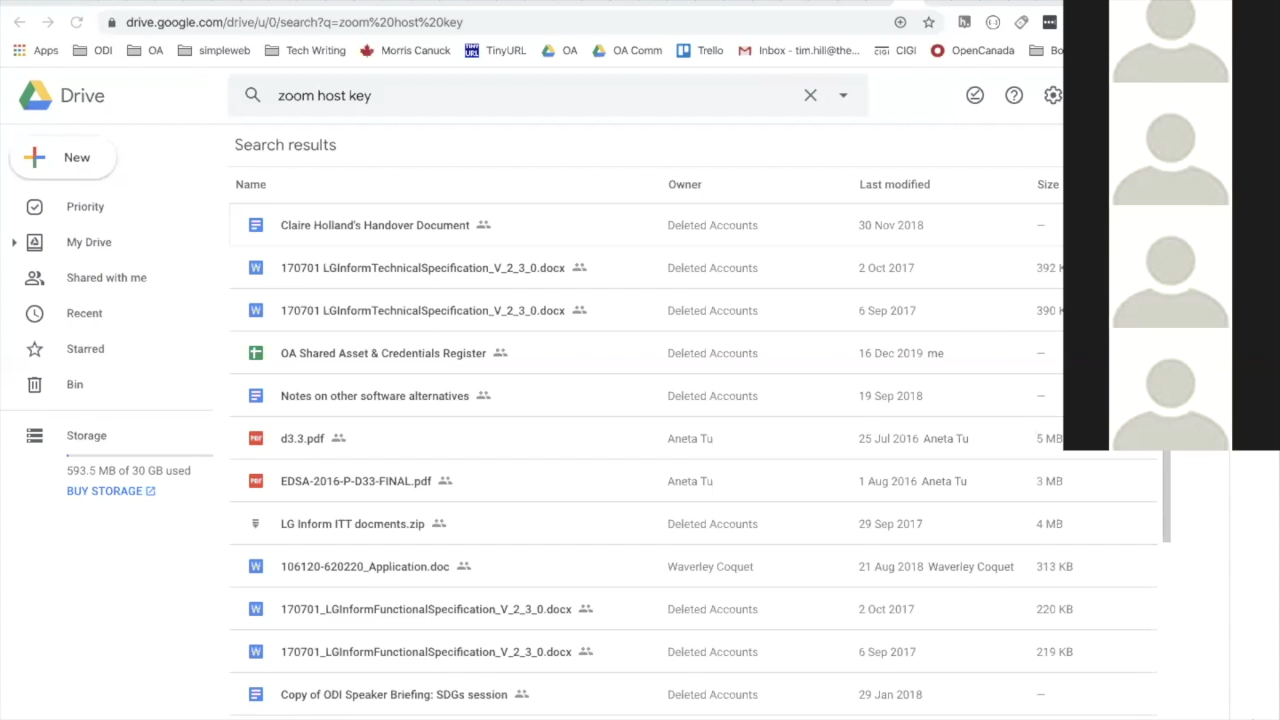 drive.google.com/drive/u/0/search?q=zoom%20host%20key
Apps ODI OA simpleweb Tech Writing Morris Canuck TINY URL TinyURL OA OA Comm Trello Inbox - tim.hill@the... CIGI CIGI OpenCanada Bo
Drive
zoom host key
New
Priority
My Drive
Shared with me
Recent
Starred
Bin
Storage
593.5 MB of 30 GB used
BUY STORAGE
Search results
Name Owner Last modified Size
Claire Holland's Handover Document Deleted Accounts 30 Nov 2018 —
W 170701 LGInformTechnicalSpecification_V_2_3_0.docx Deleted Accounts 2 Oct 2017 392 K
W 170701 LGInformTechnicalSpecification_V_2_3_0.docx Deleted Accounts 6 Sep 2017 390 K
OA Shared Asset & Credentials Register Deleted Accounts 16 Dec 2019 me —
Notes on other software alternatives Deleted Accounts 19 Sep 2018 —
PDF d3.3.pdf Aneta Tu 25 Jul 2016 Aneta Tu 5 MB
PDF EDSA-2016-P-D33-FINAL.pdf Aneta Tu 1 Aug 2016 Aneta Tu 3 MB
LG Inform ITT docments.zip Deleted Accounts 29 Sep 2017 4 MB
W 106120-620220_Application.doc Waverley Coquet 21 Aug 2018 Waverley Coquet 313 KB
W 170701_LGInformFunctionalSpecification_V_2_3_0.docx Deleted Accounts 2 Oct 2017 220 KB
W 170701_LGInformFunctionalSpecification_V_2_3_0.docx Deleted Accounts 6 Sep 2017 219 KB
Copy of ODI Speaker Briefing: SDGs session Deleted Accounts 29 Jan 2018 —